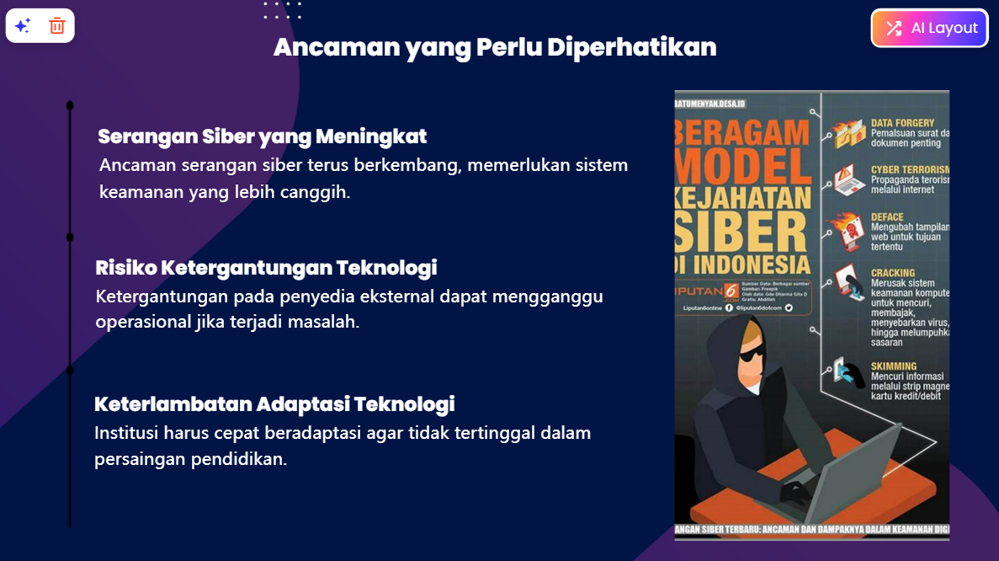 AI Layout
Ancaman yang Perlu Diperhatikan
Serangan Siber yang Meningkat
Ancaman serangan siber terus berkembang, memerlukan sistem
keamanan yang lebih canggih.
Risiko Ketergantungan Teknologi
Ketergantungan pada penyedia eksternal dapat mengganggu
operasional jika terjadi masalah.
Keterlambatan Adaptasi Teknologi
Institusi harus cepat beradaptasi agar tidak tertinggal dalam
persaingan pendidikan.
BATUMENYAN.DESA.ID
BERAGAM
MODEL
KEJAHATAN
SIBER
DI INDONESIA
LIPUTAN6
.COM
Sumber Data: Berbagai sumber
Gambar: Freepik
Olah data: Gde Dharma Gita D
Grafis: Abdillah
Liputan6online @liputan6dotcom
DATA FORGERY
Pemalsuan surat da
dokumen penting
CYBER TERRORISM
Propaganda teroris
melalui internet
DEFACE
Mengubah tampilan
web untuk tujuan
tertentu
CRACKING
Merusak sistem
keamanan kompute
untuk mencuri,
membajak,
menyebarkan virus,
hingga melumpuhka
sasaran
SKIMMING
Mencuri informasi
melalui strip magne
kartu kredit/debit
ANGAN SIBER TERBARU: ANCAMAN DAN DAMPAKNYA DALAM KEAMANAN DIGI